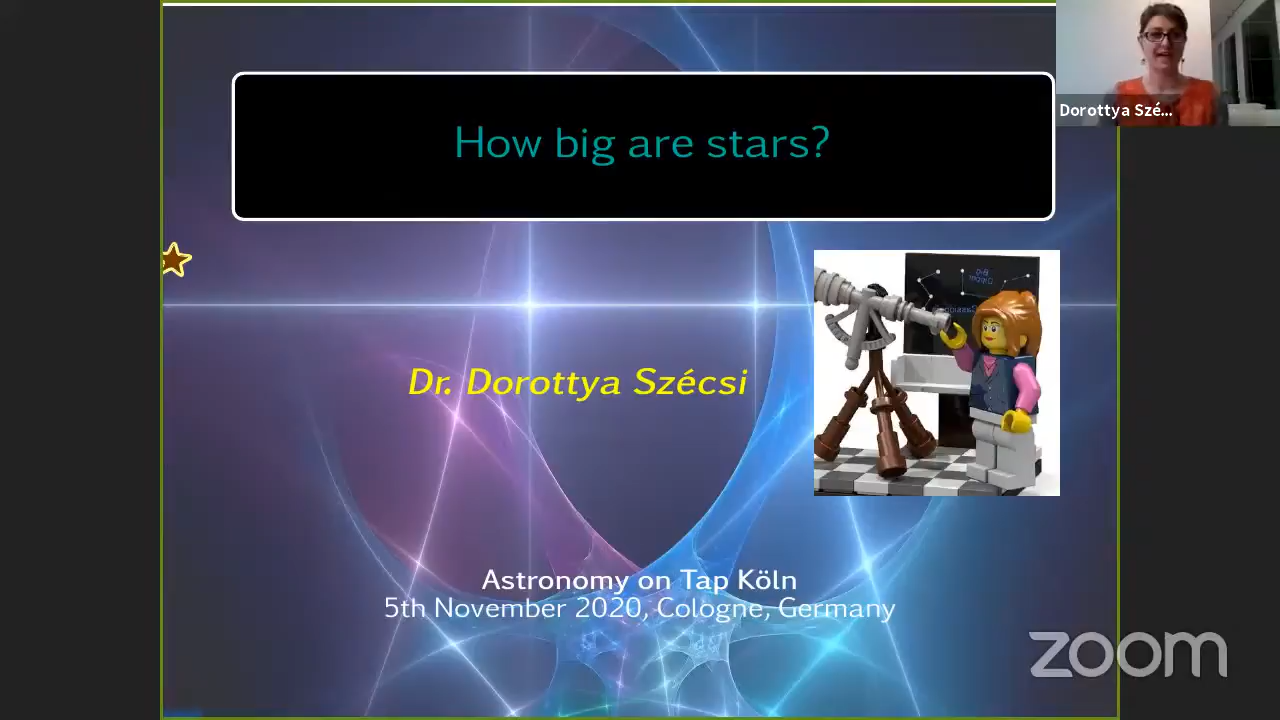 Dorottya Szé...
How big are stars?
Dr. Dorottya Szécsi
Astronomy on Tap Köln
5th November 2020, Cologne, Germany
zoom